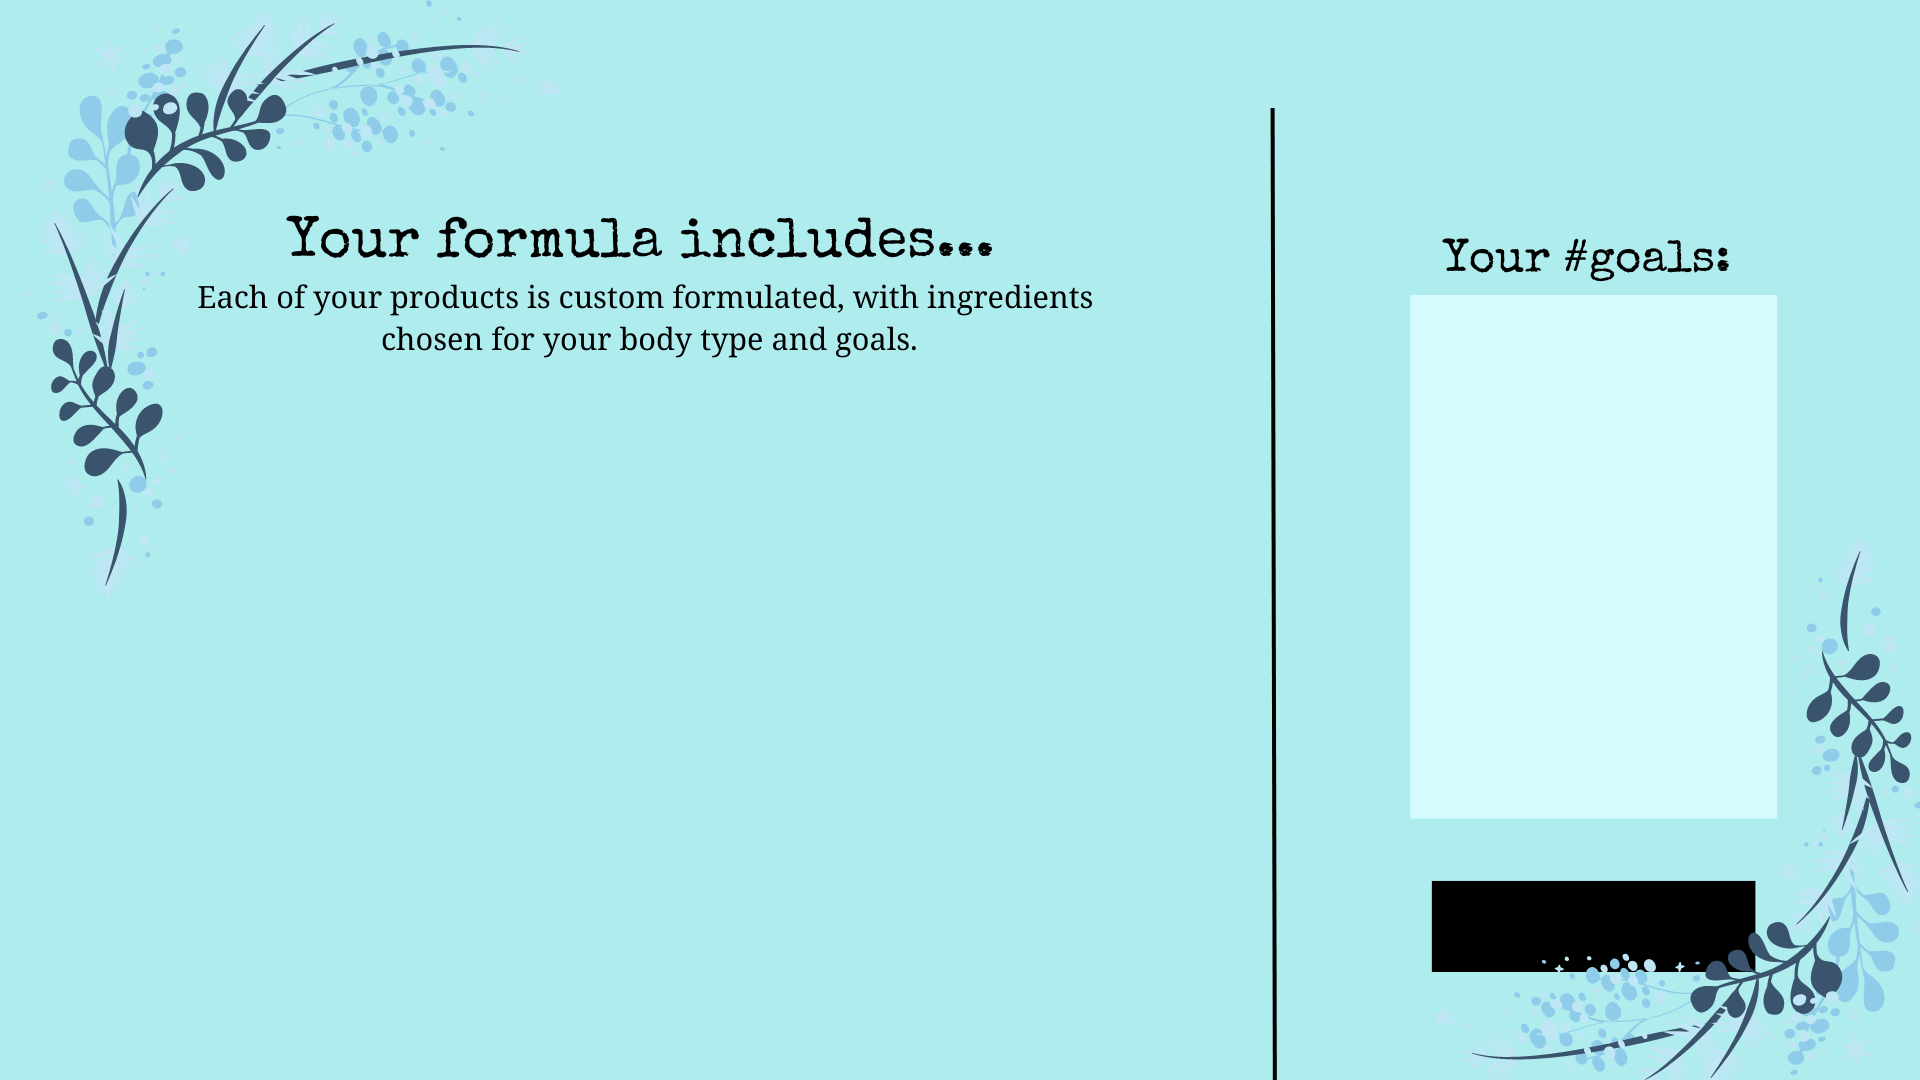 Your formula includes...
Each of your products is custom formulated, with ingredients
chosen for your body type and goals.
Your #goals: